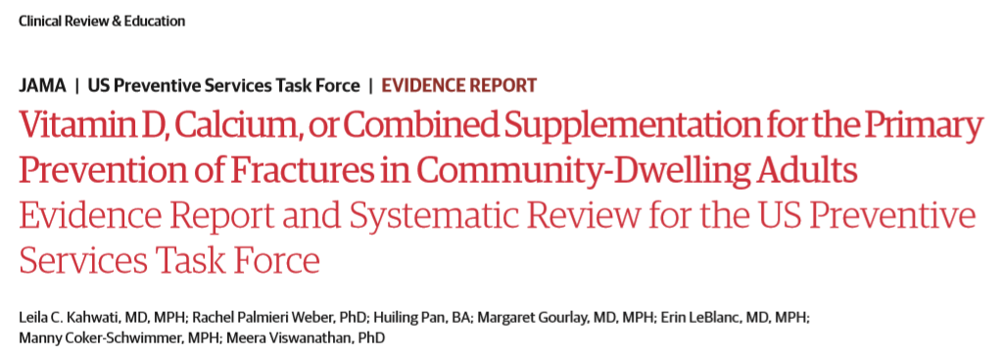 Clinical Review & Education
JAMA | US Preventive Services Task Force | EVIDENCE REPORT
Vitamin D, Calcium, or Combined Supplementation for the Primary
Prevention of Fractures in Community-Dwelling Adults
Evidence Report and Systematic Review for the US Preventive
Services Task Force
Leila C. Kahwati, MD, MPH; Rachel Palmieri Weber, PhD; Huiling Pan, BA; Margaret Gourlay, MD, MPH; Erin LeBlanc, MD, MPH;
Manny Coker-Schwimmer, MPH; Meera Viswanathan, PhD